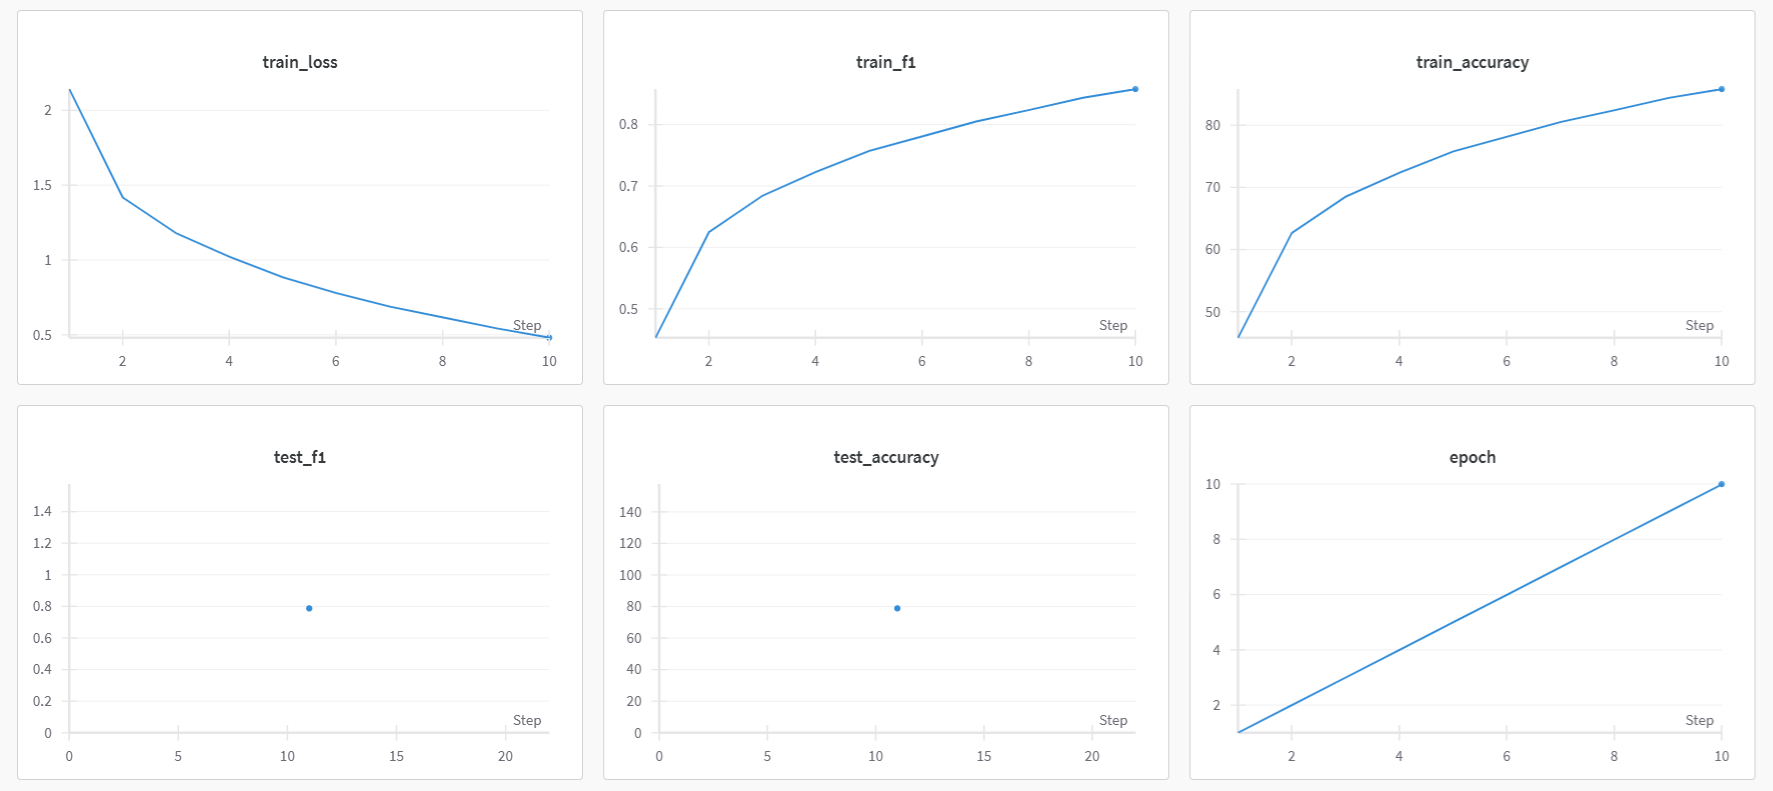 train_loss
2
1.5
1
0.5
Step
2 4 6 8 10
train_f1
0.8
0.7
0.6
0.5
Step
2 4 6 8 10
train_accuracy
80
70
60
50
Step
2 4 6 8 10
test_f1
1.4
1.2
1
0.8
0.6
0.4
0.2
0
Step
0 5 10 15 20
test_accuracy
140
120
100
80
60
40
20
0
Step
0 5 10 15 20
epoch
10
8
6
4
2
Step
2 4 6 8 10